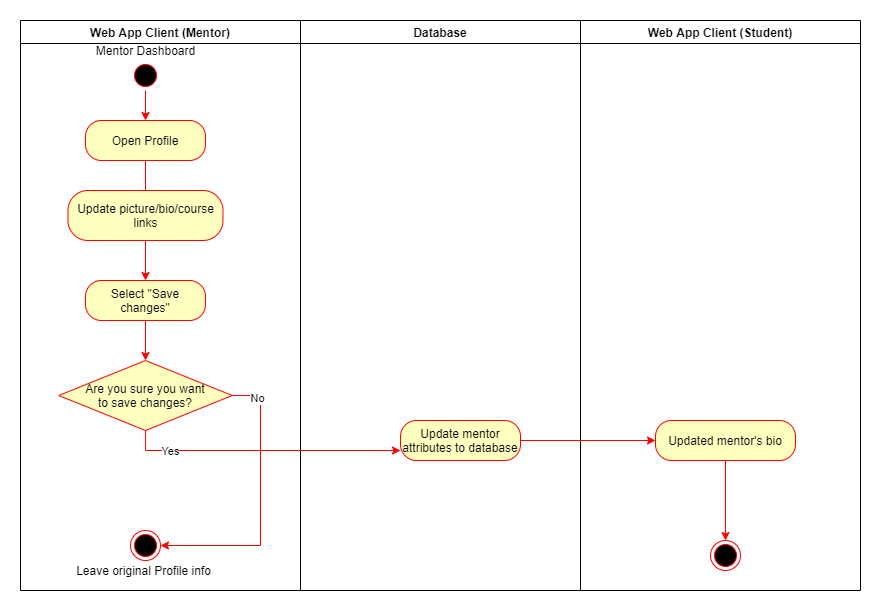 Web App Client (Mentor)
Database
Web App Client (Student)
Mentor Dashboard
Open Profile
Update picture/bio/course
links
Select "Save
changes"
Are you sure you want
to save changes?
No
Yes
Update mentor
attributes to database
Updated mentor's bio
Leave original Profile info